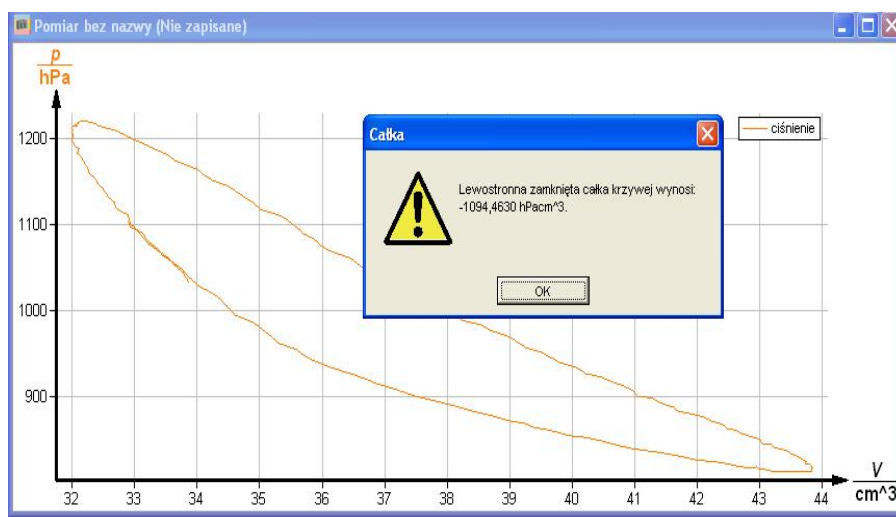 Pomiar bez nazwy (Nie zapisane)
p
hPa
ciśnienie
1200
1100
1000
900
Całka
Lewostronna zamknięta całka krzywej wynosi:
-1094,4630 hPacm^3.
OK
32 33 34 35 36 37 38 39 40 41 42 43 44
V
cm^3